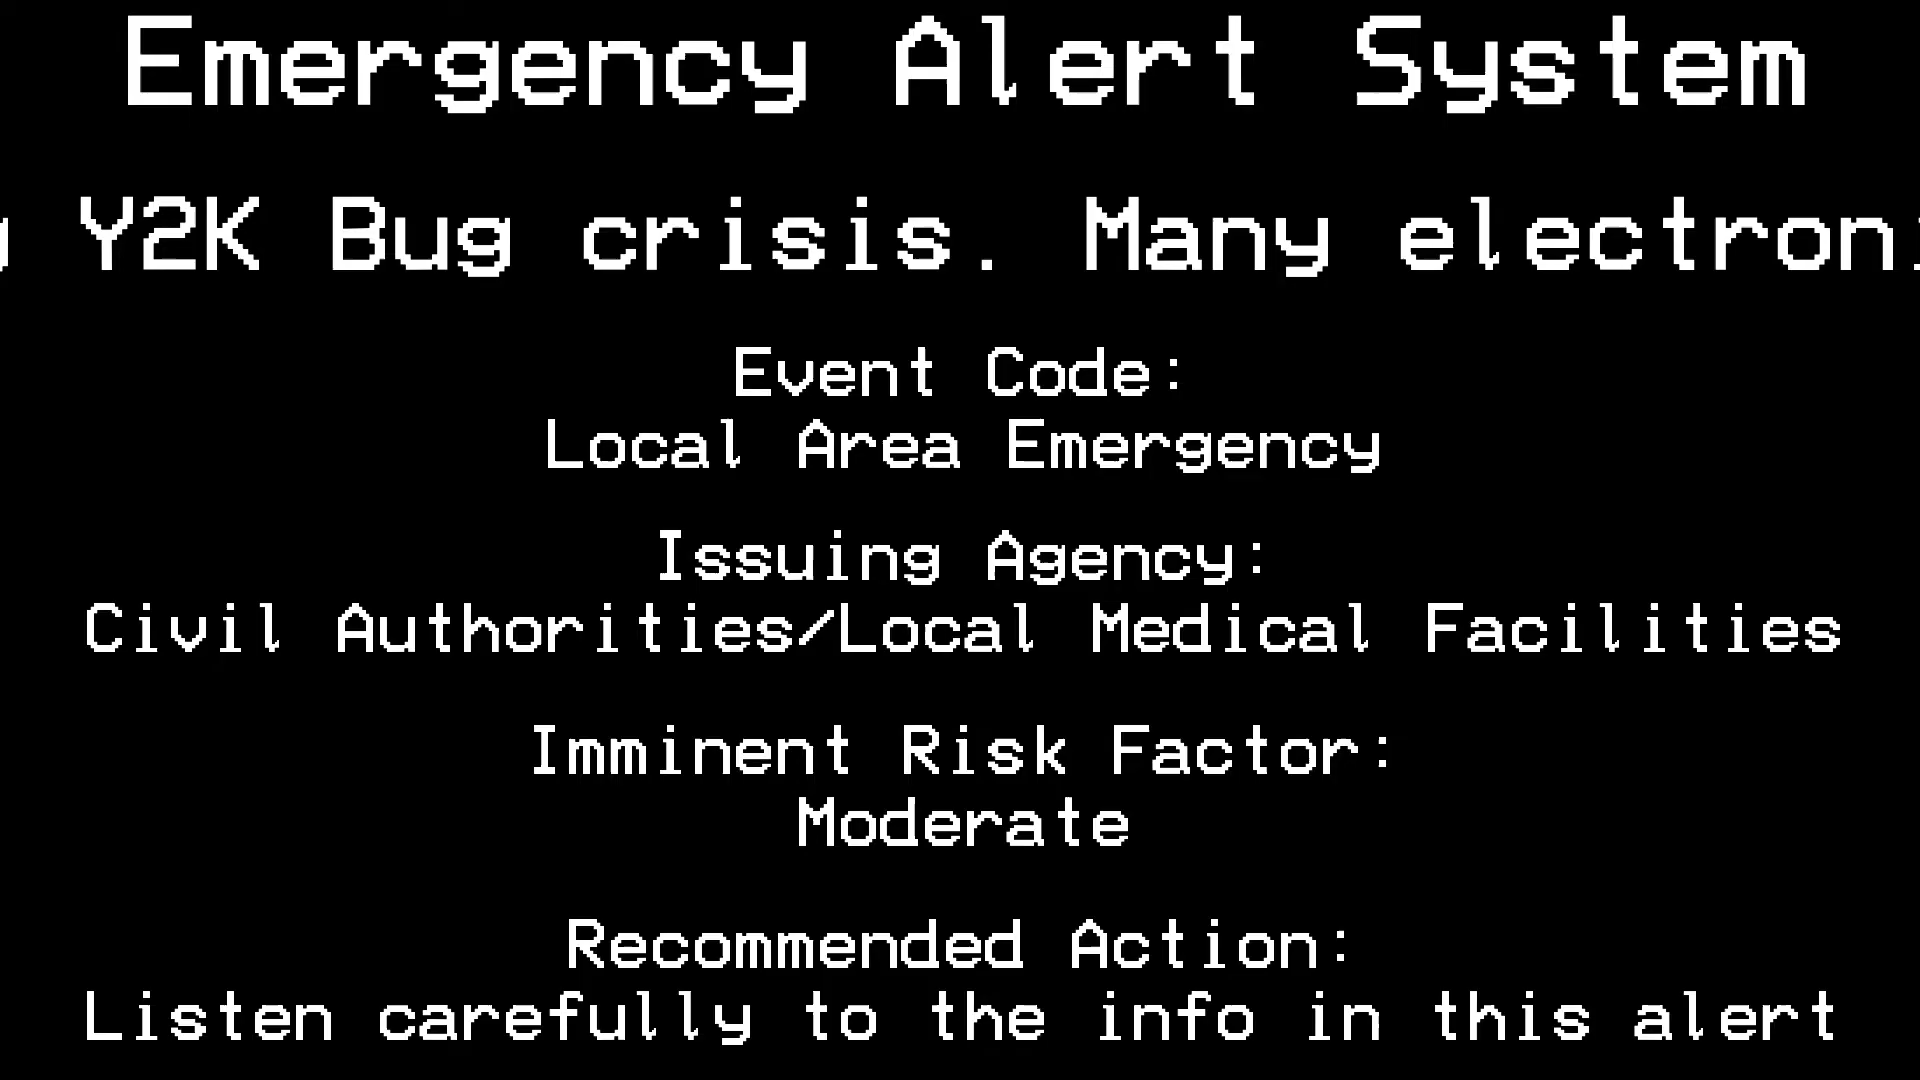 Emergency Alert System
Y2K Bug crisis. Many electroni
Event Code:
Local Area Emergency
Issuing Agency:
Civil Authorities/Local Medical Facilities
Imminent Risk Factor:
Moderate
Recommended Action:
Listen carefully to the info in this alert